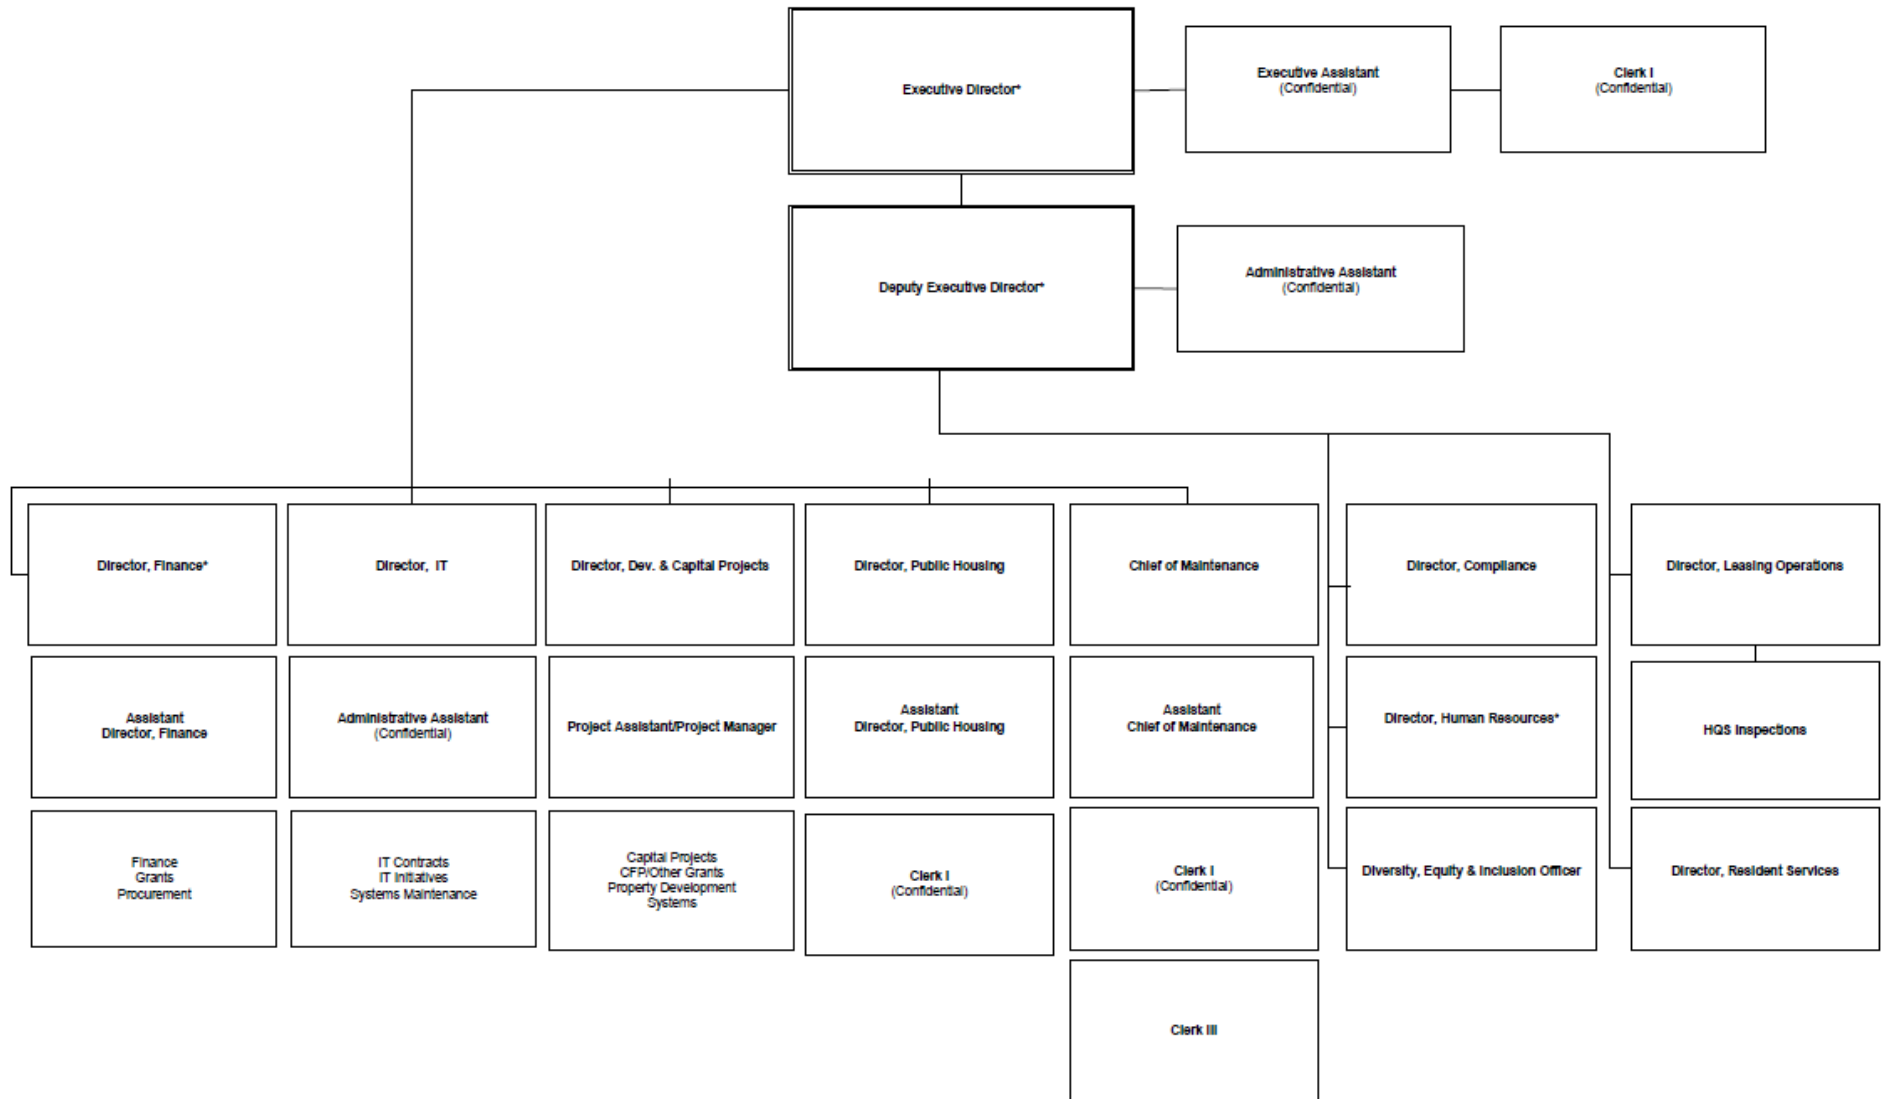 Executive Director*
Executive Assistant
(Confidential)
Clerk I
(Confidential)
Deputy Executive Director*
Administrative Assistant
(Confidential)
Director, Finance*
Director, IT
Director, Dev. & Capital Projects
Director, Public Housing
Chief of Maintenance
Director, Compliance
Director, Leasing Operations
Assistant
Director, Finance
Administrative Assistant
(Confidential)
Project Assistant/Project Manager
Assistant
Director, Public Housing
Assistant
Chief of Maintenance
Director, Human Resources*
HQS Inspections
Finance
Grants
Procurement
IT Contracts
IT Initiatives
Systems Maintenance
Capital Projects
CFP/Other Grants
Property Development
Systems
Clerk I
(Confidential)
Clerk I
(Confidential)
Diversity, Equity & Inclusion Officer
Director, Resident Services
Clerk III